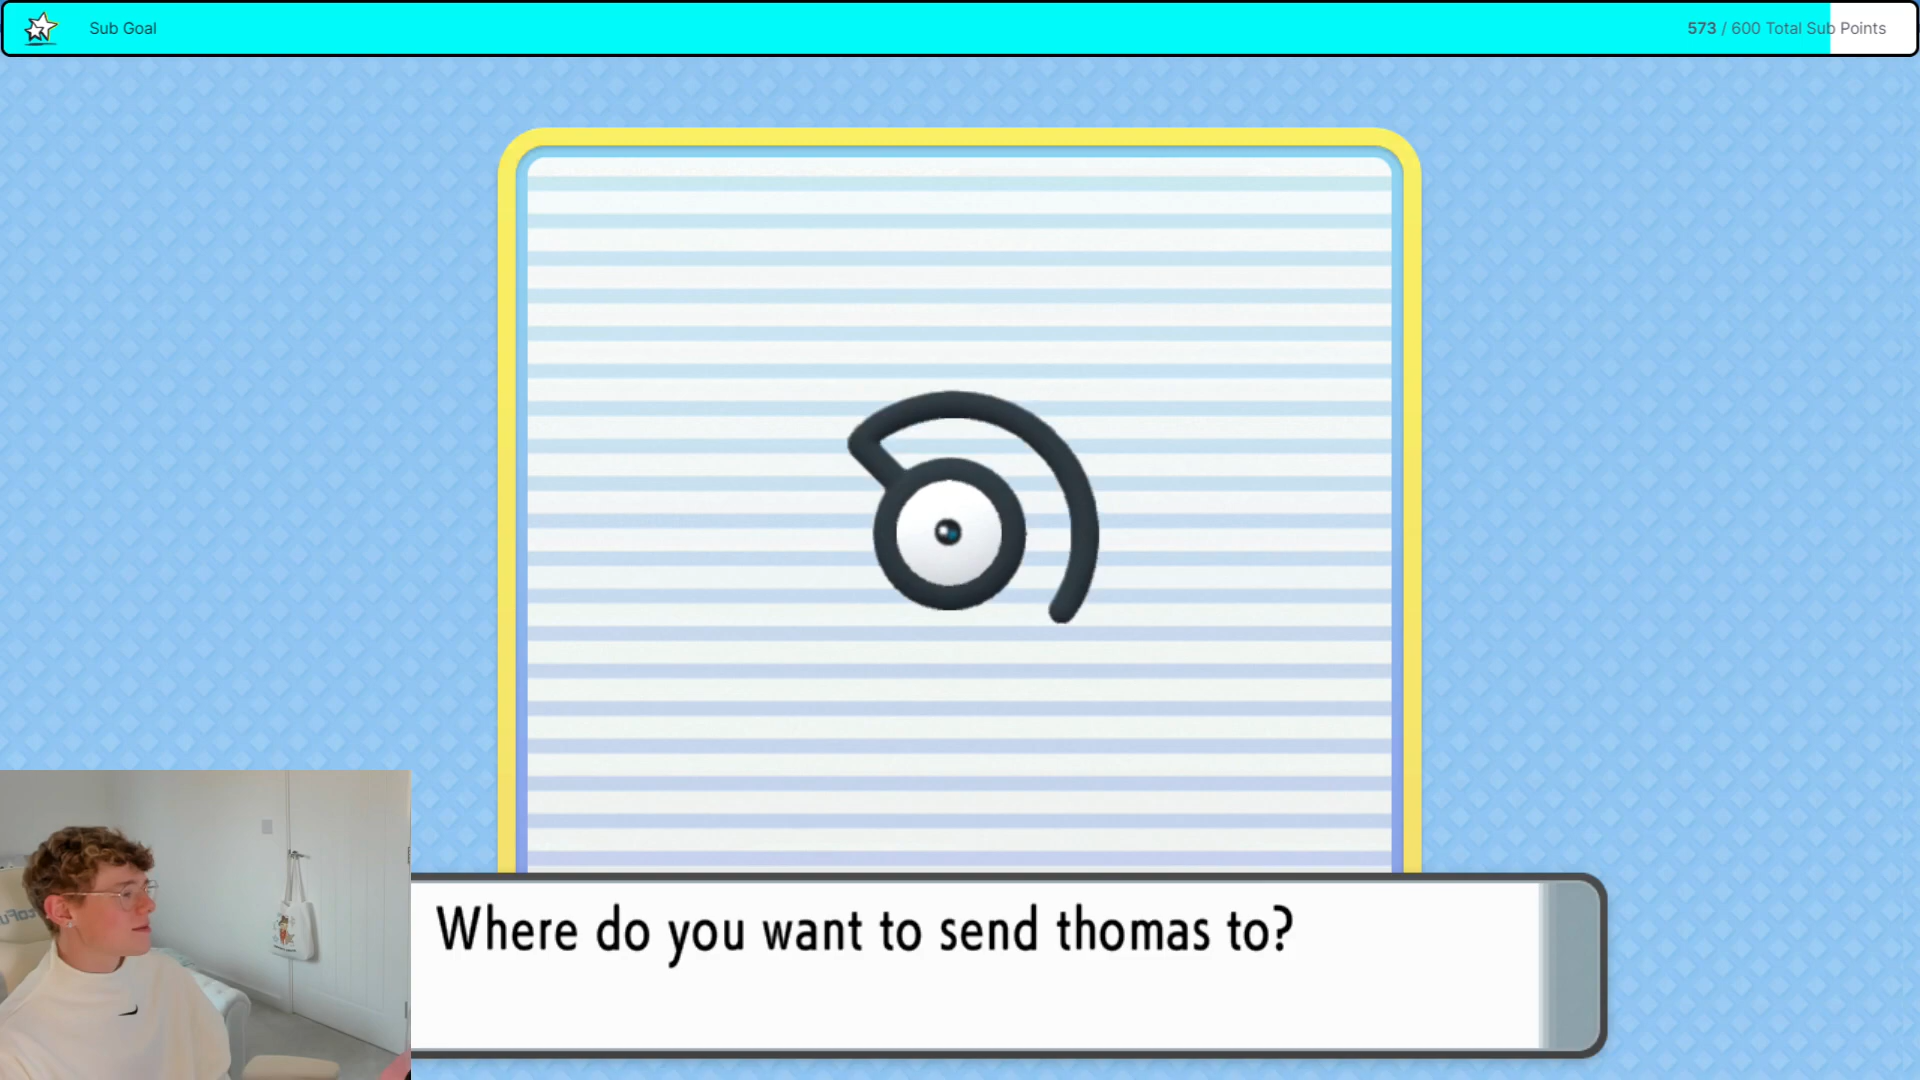 Sub Goal
573 / 600 Total Sub Points
Where do you want to send thomas to?